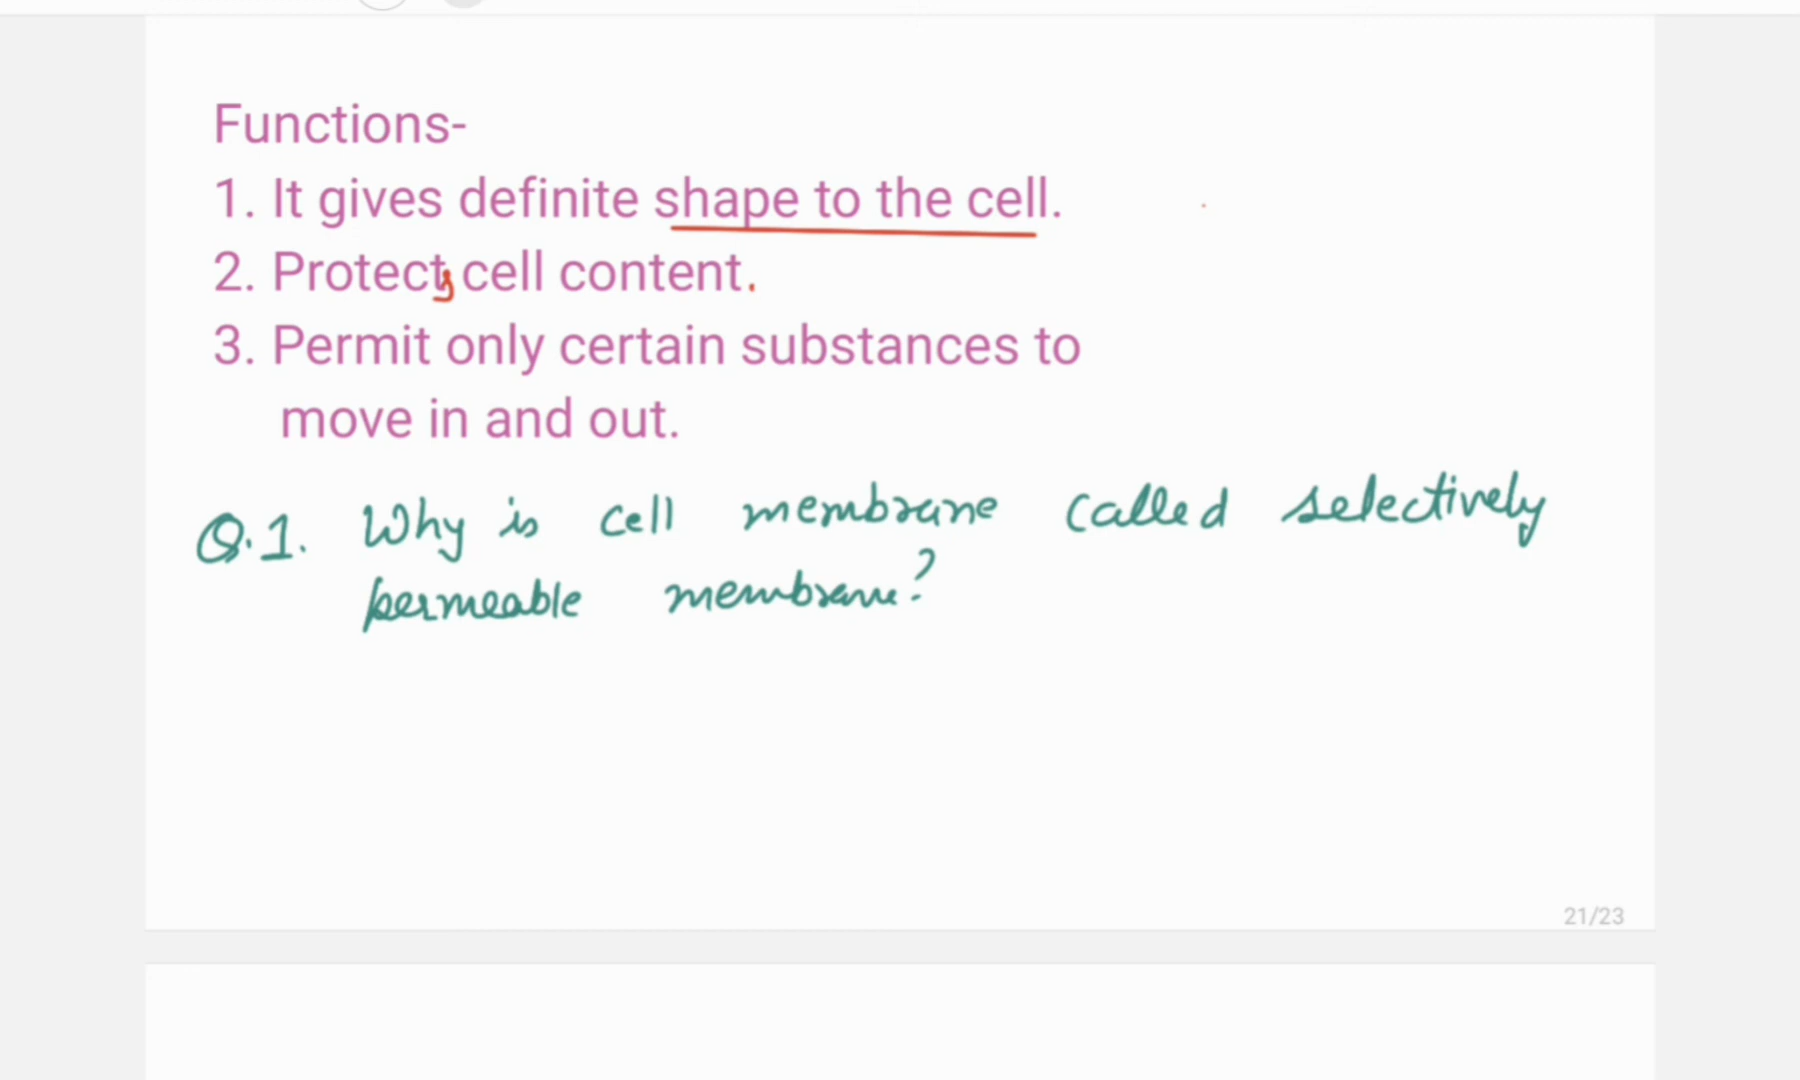 Functions-
1. It gives definite shape to the cell.
2. Protects cell content.
3. Permit only certain substances to
move in and out.
Q.1. Why is cell membrane called selectively
permeable membrane?
21/23